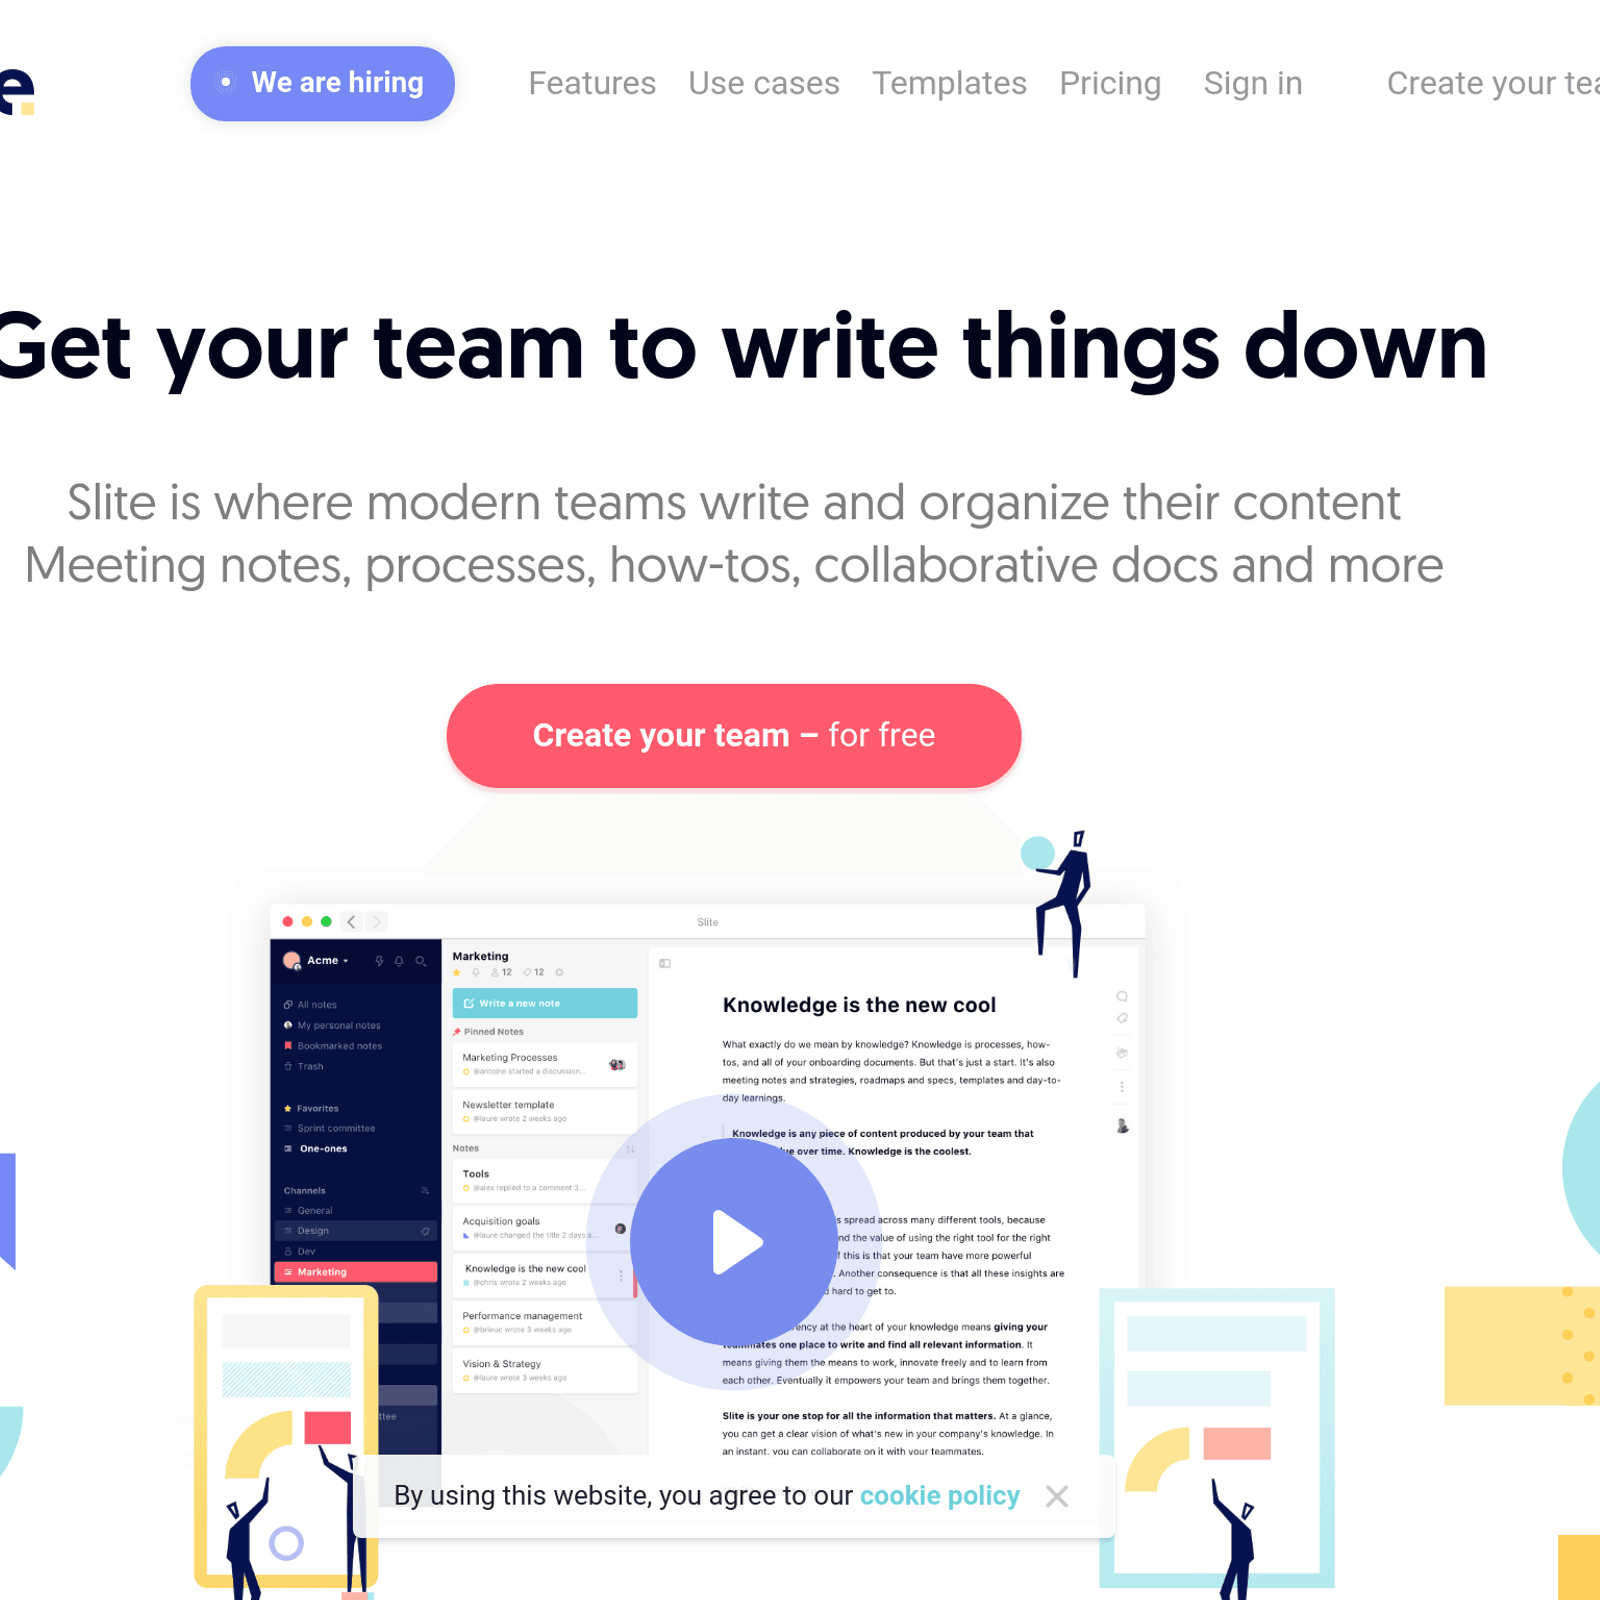 e.
We are hiring
Features
Use cases
Templates
Pricing
Sign in
Create your tea
Get your team to write things down
Slite is where modern teams write and organize their content
Meeting notes, processes, how-tos, collaborative docs and more
Create your team – for free
Slite
Acme
All notes
My personal notes
Bookmarked notes
Trash
Favorites
Sprint committee
One-ones
Channels
General
Design
Dev
Marketing
ttee
Marketing
12
12
Write a new note
Pinned Notes
Marketing Processes
@antoine started a discussion...
Newsletter template
@laure wrote 2 weeks ago
Notes
Tools
@alex replied to a comment 3...
Acquisition goals
@laure changed the title 2 days a...
Knowledge is the new cool
@chris wrote 2 weeks ago
Performance management
@brieuc wrote 3 weeks ago
Vision & Strategy
@laure wrote 3 weeks ago
Knowledge is the new cool
What exactly do we mean by knowledge? Knowledge is processes, how-
tos, and all of your onboarding documents. But that's just a start. It's also
meeting notes and strategies, roadmaps and specs, templates and day-to-
day learnings.
Knowledge is any piece of content produced by your team that
ue over time. Knowledge is the coolest.
s spread across many different tools, because
nd the value of using the right tool for the right
f this is that your team have more powerful
. Another consequence is that all these insights are
d hard to get to.
ency at the heart of your knowledge means giving your
teammates one place to write and find all relevant information. It
means giving them the means to work, innovate freely and to learn from
each other. Eventually it empowers your team and brings them together.
Slite is your one stop for all the information that matters. At a glance,
you can get a clear vision of what's new in your company's knowledge. In
an instant, you can collaborate on it with your teammates.
By using this website, you agree to our cookie policy